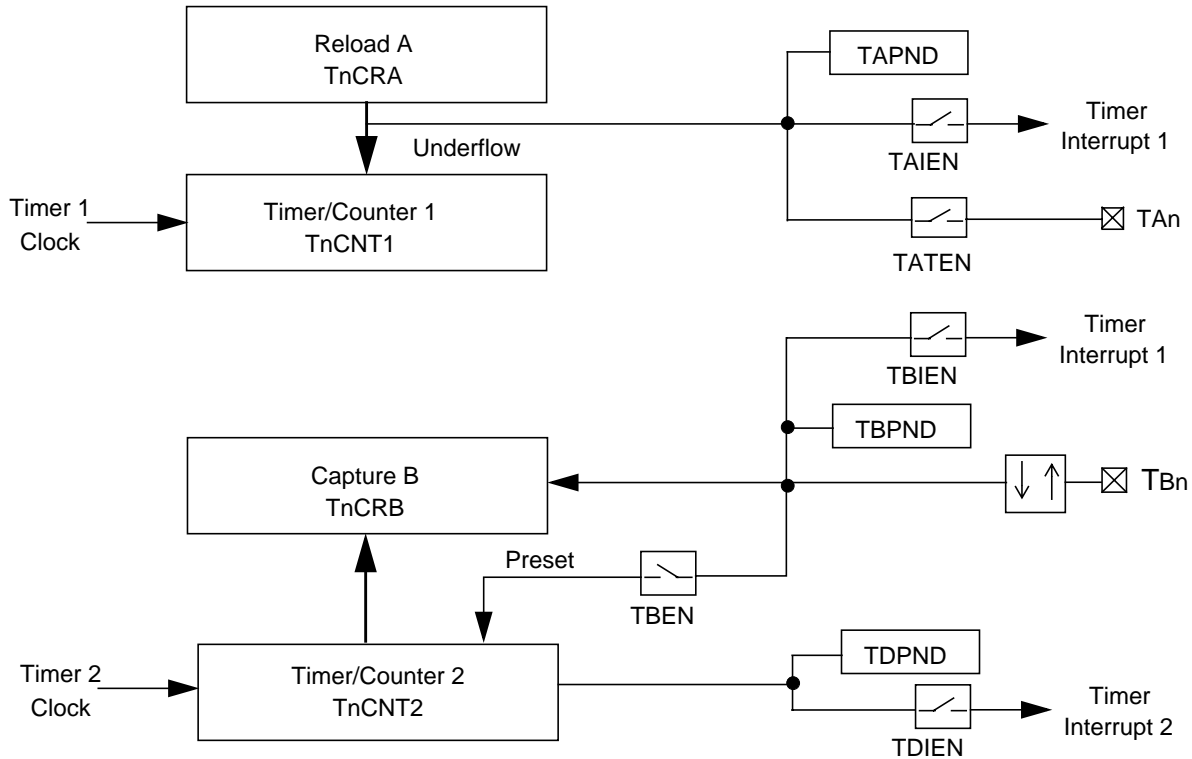 Reload A
TnCRA
TAPND
Timer
Interrupt 1
Underflow
TAIEN
Timer 1
Clock
Timer/Counter 1
TnCNT1
TAn
TATEN
Timer
Interrupt 1
TBIEN
TBPND
Capture B
TnCRB
TBn
Preset
TBEN
TDPND
Timer 2
Clock
Timer/Counter 2
TnCNT2
Timer
Interrupt 2
TDIEN